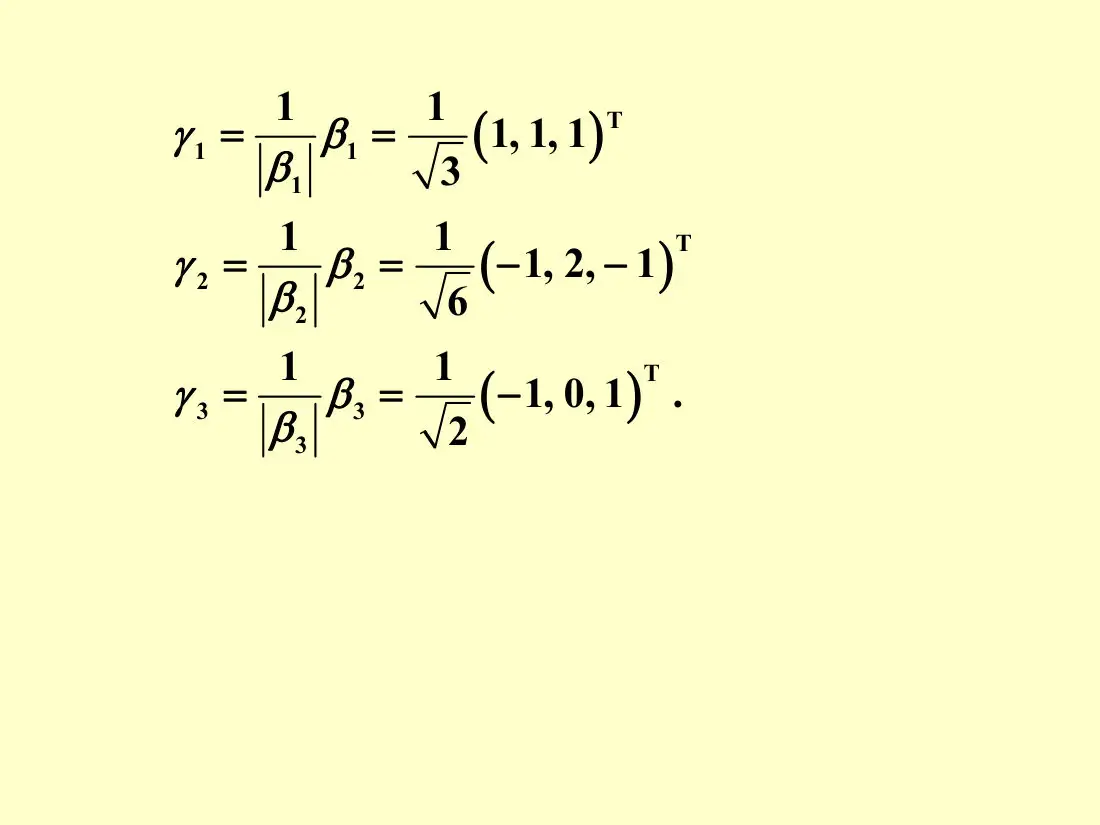 γ₁ = 1/|β₁| β₁ = 1/√3 (1, 1, 1)ᵀ
γ₂ = 1/|β₂| β₂ = 1/√6 (−1, 2, − 1)ᵀ
γ₃ = 1/|β₃| β₃ = 1/√2 (−1, 0, 1)ᵀ .